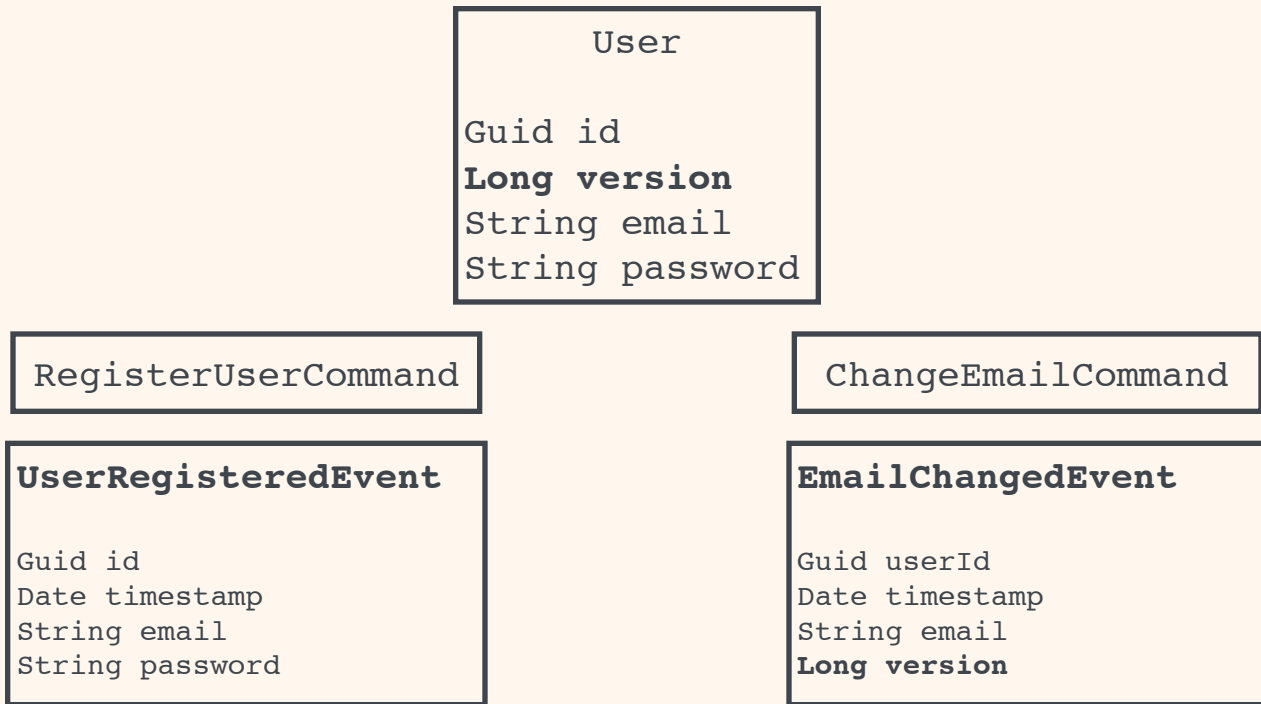 User
Guid id
Long version
String email
String password
RegisterUserCommand
ChangeEmailCommand
UserRegisteredEvent
Guid id
Date timestamp
String email
String password
EmailChangedEvent
Guid userId
Date timestamp
String email
Long version